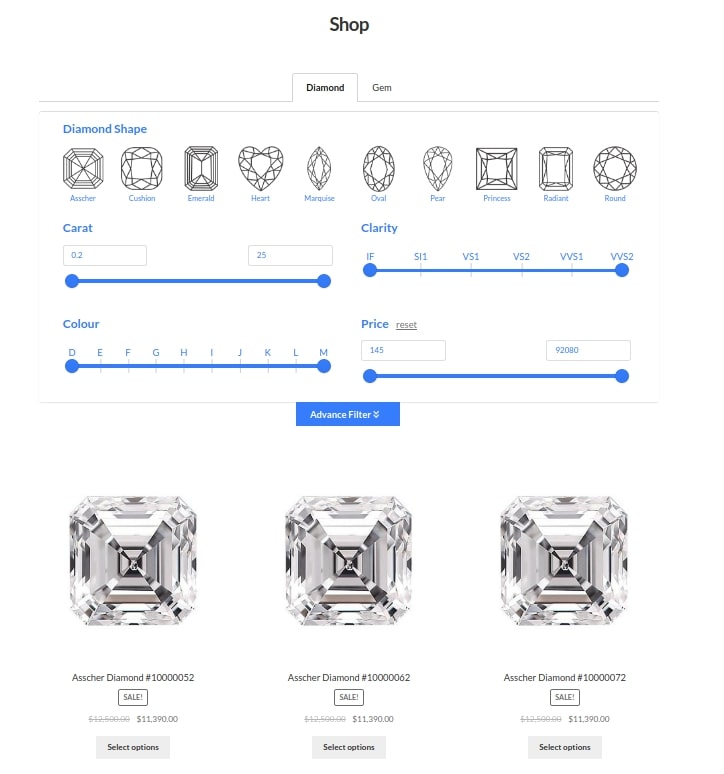 Shop
Diamond Gem
Diamond Shape
Asscher Cushion Emerald Heart Marquise Oval Pear Princess Radiant Round
Carat
0.2 25
Clarity
IF SI1 VS1 VS2 VVS1 VVS2
Colour
D E F G H I J K L M
Price reset
145 92080
Advance Filter
Asscher Diamond #10000052 Asscher Diamond #10000062 Asscher Diamond #10000072
SALE! SALE! SALE!
$12,500.00 $11,390.00 $12,500.00 $11,390.00 $12,500.00 $11,390.00
Select options Select options Select options